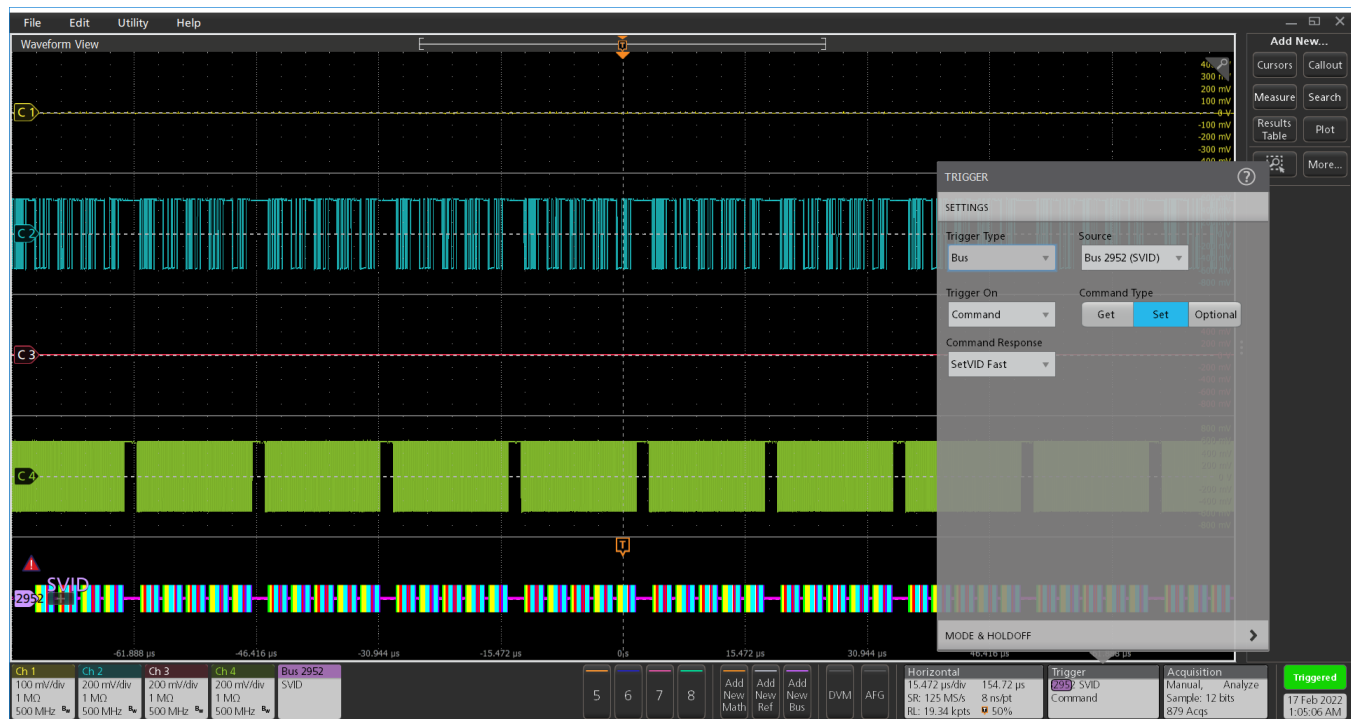 File Edit Utility Help
Waveform View
Add New...
Cursors Callout
Measure Search
Results Table Plot
More...
T
300 mV
200 mV
100 mV
0 V
-100 mV
-200 mV
-300 mV
-400 mV
C 1
C 2
C 3
C 4
TRIGGER
?
SETTINGS
Trigger Type Source
Bus Bus 2952 (SVID)
Trigger On Command Type
Command Get Set Optional
Command Response
SetVID Fast
MODE & HOLDOFF
T
SVID
2952
-61.888 µs -46.416 µs -30.944 µs -15.472 µs 0 s 15.472 µs 30.944 µs 46.416 µs
Ch 1
100 mV/div
1 MΩ
500 MHz Bw
Ch 2
200 mV/div
1 MΩ
500 MHz Bw
Ch 3
200 mV/div
1 MΩ
500 MHz Bw
Ch 4
200 mV/div
1 MΩ
500 MHz Bw
Bus 2952
SVID
5 6 7 8
Add New Math
Add New Ref
Add New Bus
DVM
AFG
Horizontal
15.472 µs/div 154.72 µs
SR: 125 MS/s 8 ns/pt
RL: 19.34 kpts 50%
Trigger
2952 SVID
Command
Acquisition
Manual, Analyze
Sample: 12 bits
879 Acqs
Triggered
17 Feb 2022
1:05:06 AM